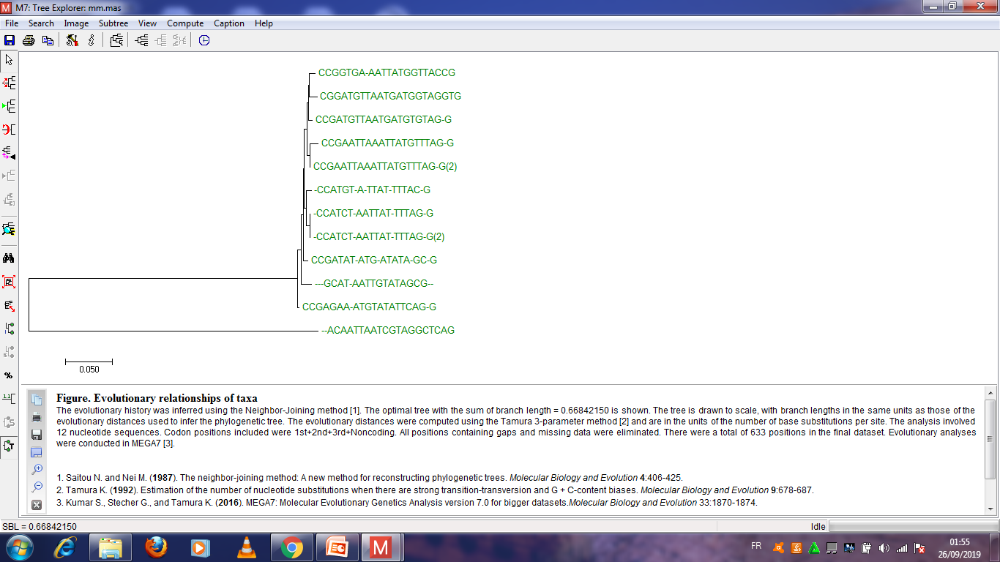 M7: Tree Explorer: mm.mas
File Search Image Subtree View Compute Caption Help
CCGGTGA-AATTATGGTTACCG
CGGATGTTAATGATGGTAGGTG
CCGATGTTAATGATGTGTAG-G
CCGAATTAAATTATGTTTAG-G
CCGAATTAAATTATGTTTAG-G(2)
-CCATGT-A-TTAT-TTTAC-G
-CCATCT-AATTAT-TTTAG-G
-CCATCT-AATTAT-TTTAG-G(2)
CCGATAT-ATG-ATATA-GC-G
---GCAT-AATTGTATAGCG--
CCGAGAA-ATGTATATTCAG-G
--ACAATTAATCGTAGGCTCAG
0.050
Figure. Evolutionary relationships of taxa
The evolutionary history was inferred using the Neighbor-Joining method [1]. The optimal tree with the sum of branch length = 0.66842150 is shown. The tree is drawn to scale, with branch lengths in the same units as those of the
evolutionary distances used to infer the phylogenetic tree. The evolutionary distances were computed using the Tamura 3-parameter method [2] and are in the units of the number of base substitutions per site. The analysis involved
12 nucleotide sequences. Codon positions included were 1st+2nd+3rd+Noncoding. All positions containing gaps and missing data were eliminated. There were a total of 633 positions in the final dataset. Evolutionary analyses
were conducted in MEGA7 [3].
1. Saitou N. and Nei M. (1987). The neighbor-joining method: A new method for reconstructing phylogenetic trees. Molecular Biology and Evolution 4:406-425.
2. Tamura K. (1992). Estimation of the number of nucleotide substitutions when there are strong transition-transversion and G + C-content biases. Molecular Biology and Evolution 9:678-687.
3. Kumar S., Stecher G., and Tamura K. (2016). MEGA7: Molecular Evolutionary Genetics Analysis version 7.0 for bigger datasets.Molecular Biology and Evolution 33:1870-1874.
SBL = 0.66842150
Idle
FR
01:55
26/09/2019